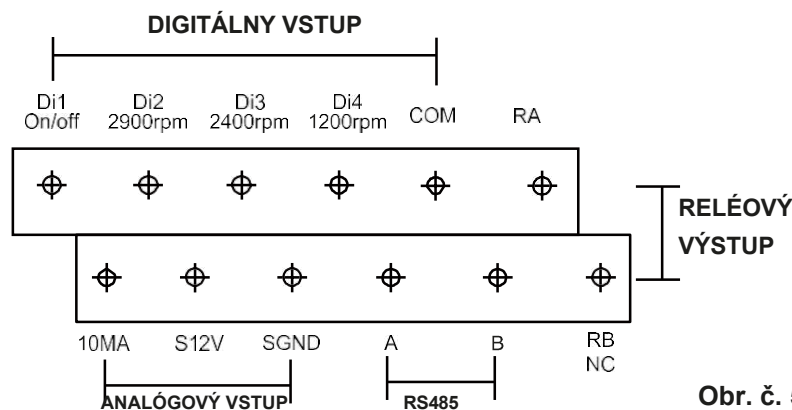 DIGITÁLNY VSTUP
Di1 Di2 Di3 Di4 COM RA
On/off 2900rpm 2400rpm 1200rpm
RELÉOVÝ
VÝSTUP
10MA S12V SGND A B RB
NC
ANALÓGOVÝ VSTUP RS485
Obr. č. 5